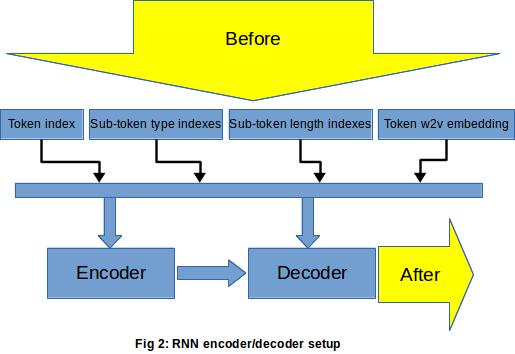 Before
Token index
Sub-token type indexes
Sub-token length indexes
Token w2v embedding
Encoder
Decoder
After
Fig 2: RNN encoder/decoder setup